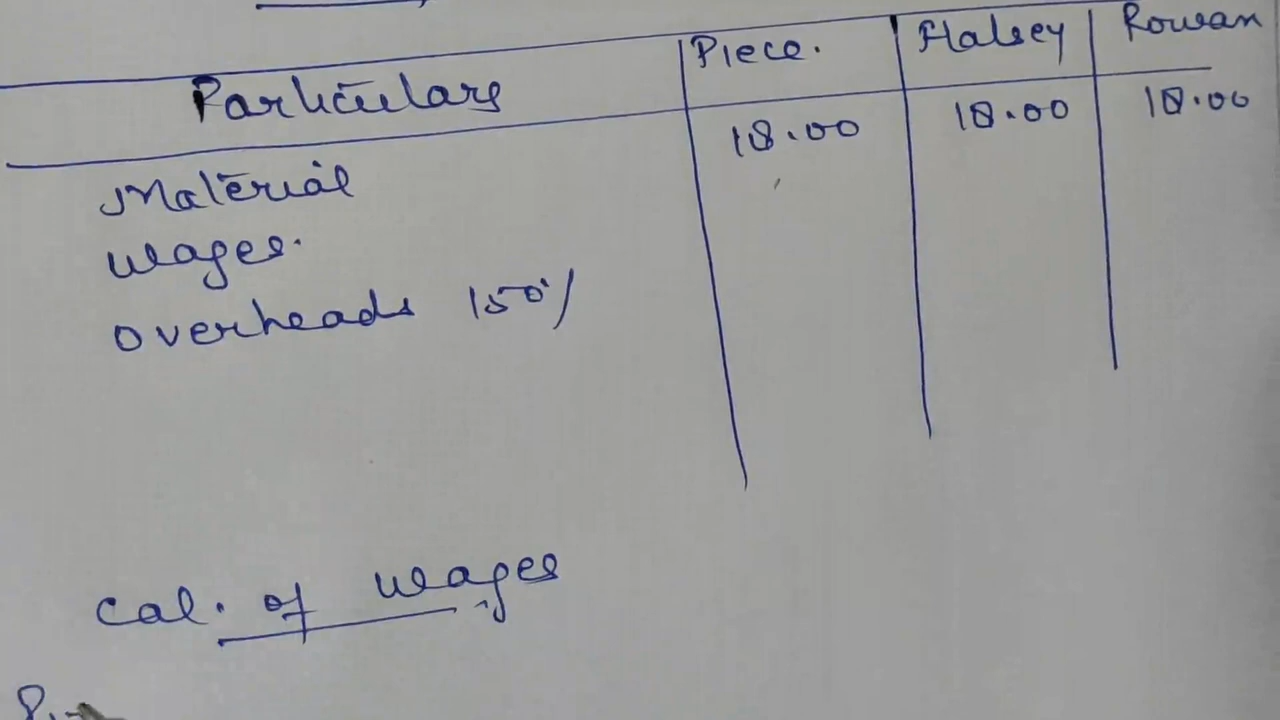 Particulars Piece. Halsey Rowan
Material 18.00 18.00 18.00
Wages.
Overheads 150%
Cal. of Wages